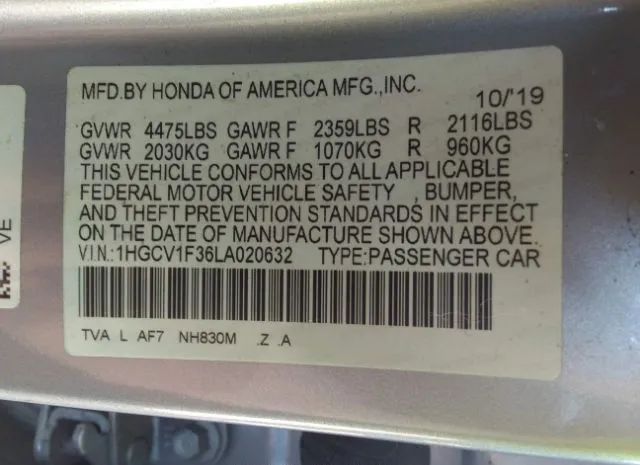 MFD.BY HONDA OF AMERICA MFG.,INC.
10/'19
GVWR 4475LBS GAWR F 2359LBS R 2116LBS
GVWR 2030KG GAWR F 1070KG R 960KG
THIS VEHICLE CONFORMS TO ALL APPLICABLE
FEDERAL MOTOR VEHICLE SAFETY , BUMPER,
AND THEFT PREVENTION STANDARDS IN EFFECT
ON THE DATE OF MANUFACTURE SHOWN ABOVE.
V.I.N.:1HGCV1F36LA020632 TYPE:PASSENGER CAR
TVA L AF7 NH830M .Z .A
VE